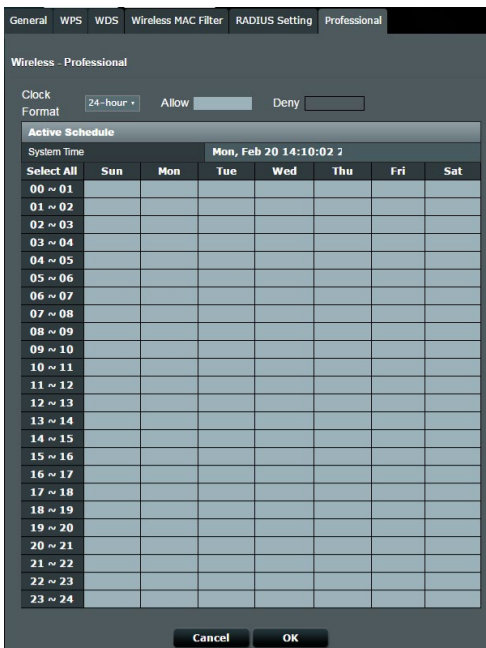 General WPS WDS Wireless MAC Filter RADIUS Setting Professional
Wireless - Professional
Clock Format 24-hour Allow Deny
Active Schedule
System Time Mon, Feb 20 14:10:02 2
Select All Sun Mon Tue Wed Thu Fri Sat
00 ~ 01
01 ~ 02
02 ~ 03
03 ~ 04
04 ~ 05
05 ~ 06
06 ~ 07
07 ~ 08
08 ~ 09
09 ~ 10
10 ~ 11
11 ~ 12
12 ~ 13
13 ~ 14
14 ~ 15
15 ~ 16
16 ~ 17
17 ~ 18
18 ~ 19
19 ~ 20
20 ~ 21
21 ~ 22
22 ~ 23
23 ~ 24
Cancel OK